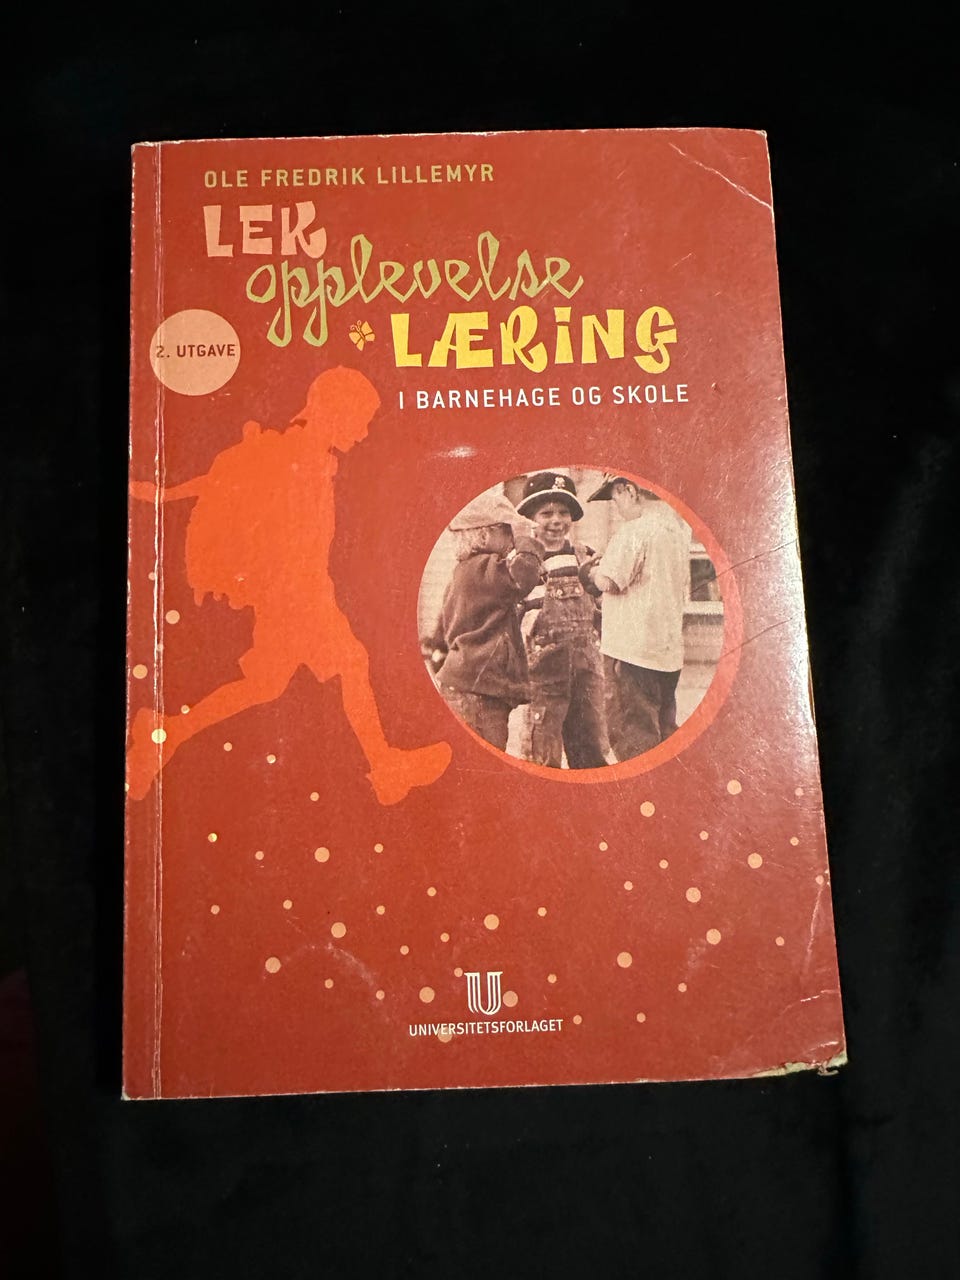 OLE FREDRIK LILLEMYR
LEK
opplevelse
LÆRING
2. UTGAVE
I BARNEHAGE OG SKOLE
U
UNIVERSITETSFORLAGET